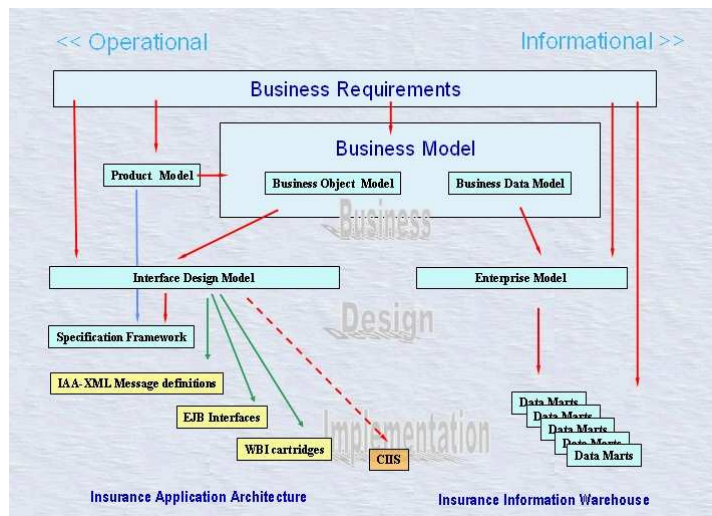 << Operational
Informational >>
Business Requirements
Business Model
Product Model
Business Object Model
Business Data Model
Business
Interface Design Model
Enterprise Model
Design
Specification Framework
IAA-XML Message definitions
EJB Interfaces
WBI cartridges
Implementation
CIIS
Data Marts
Data Marts
Data Marts
Data Marts
Data Marts
Insurance Application Architecture
Insurance Information Warehouse